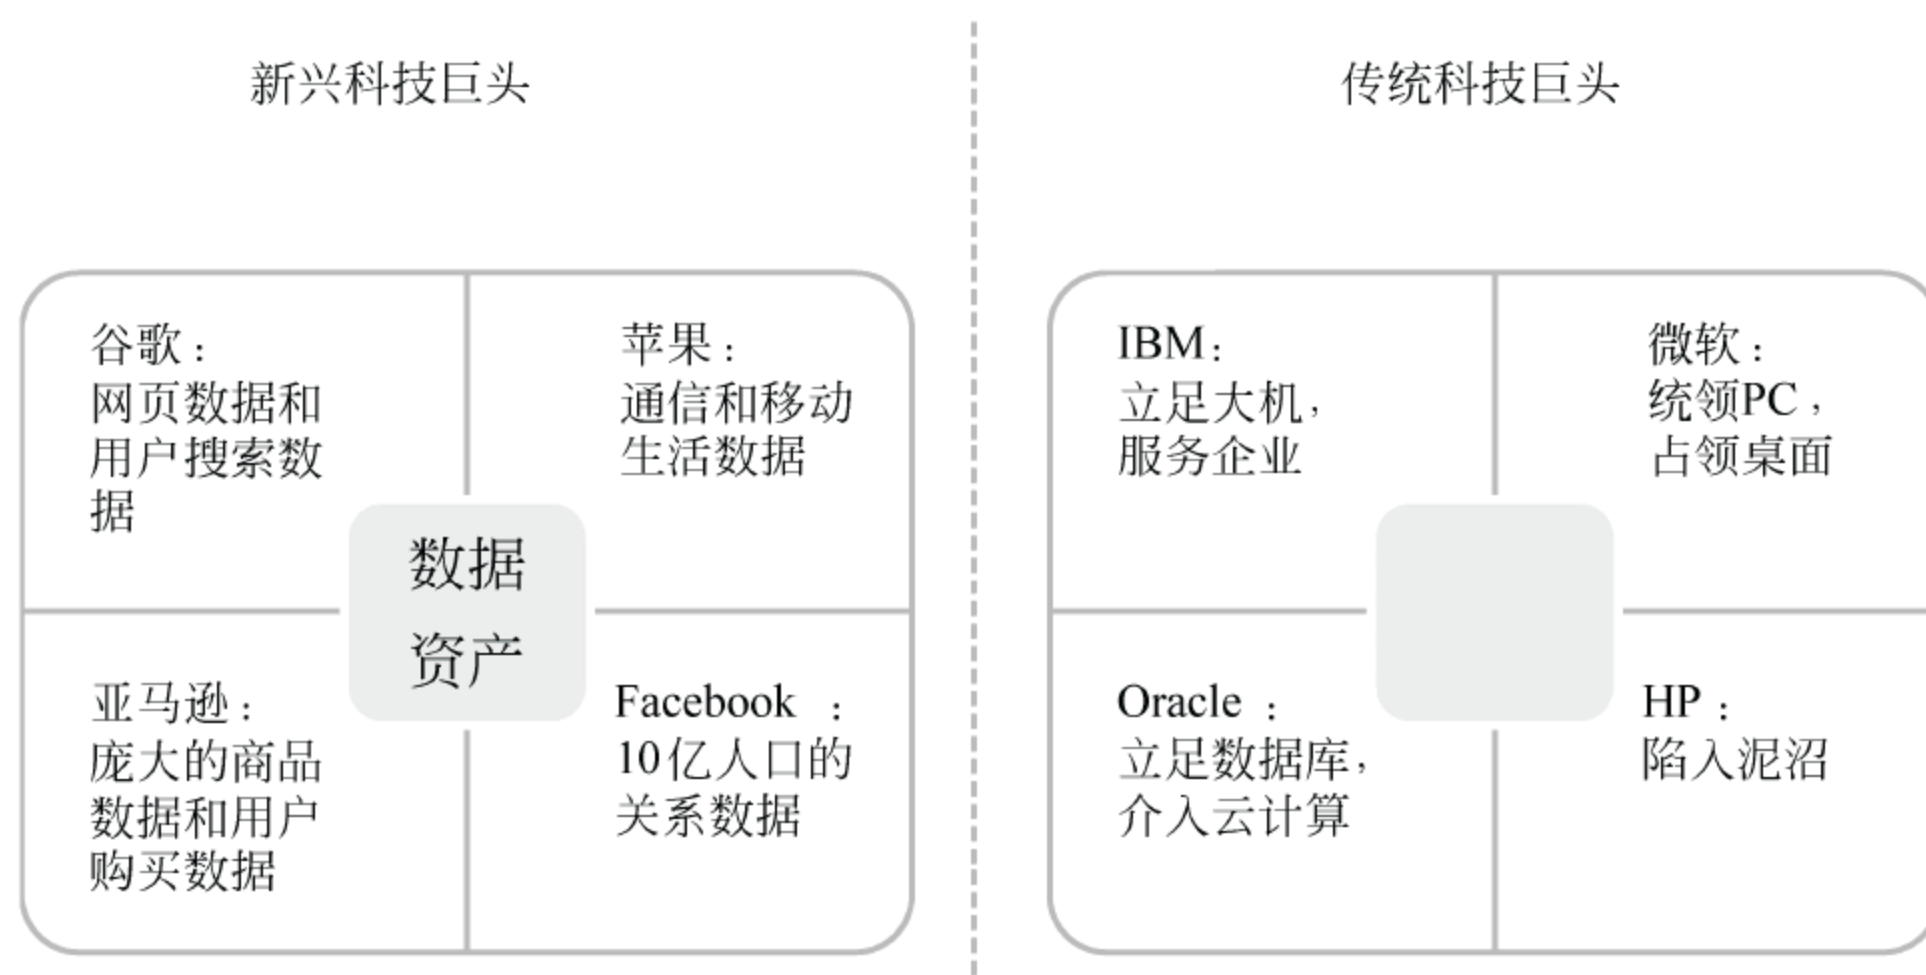 新兴科技巨头
传统科技巨头
谷歌：
网页数据和
用户搜索数
据
苹果：
通信和移动
生活数据
数据
资产
亚马逊：
庞大的商品
数据和用户
购买数据
Facebook ：
10亿人口的
关系数据
IBM：
立足大机，
服务企业
微软：
统领PC，
占领桌面
Oracle ：
立足数据库，
介入云计算
HP：
陷入泥沼